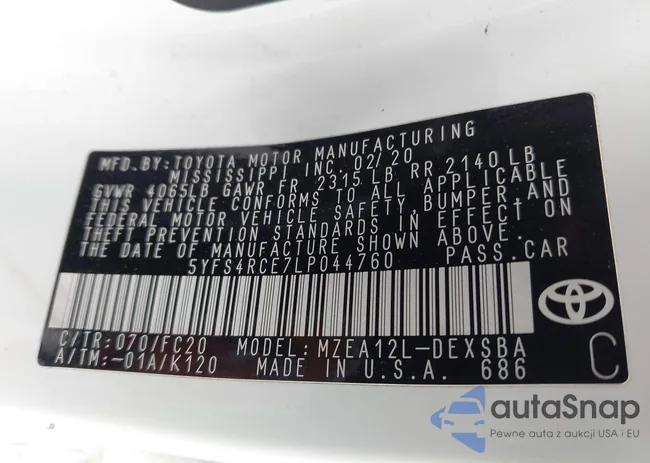 MFD.BY:TOYOTA MOTOR MANUFACTURING
MISSISSIPPI INC. 02/20
GVWR 4065LB GAWR FR 2315LB RR 2140LB
THIS VEHICLE CONFORMS TO ALL APPLICABLE
FEDERAL MOTOR VEHICLE SAFETY, BUMPER, AND
THEFT PREVENTION STANDARDS IN EFFECT ON
THE DATE OF MANUFACTURE SHOWN ABOVE.
5YFS4RCE7LP044760 PASS.CAR
C/TR:070/FC20 MODEL:MZEA12L-DEXSBA
A/TM:-01A/K120 MADE IN U.S.A. 686
C
autaSnap
Pewne auta z aukcji USA i EU